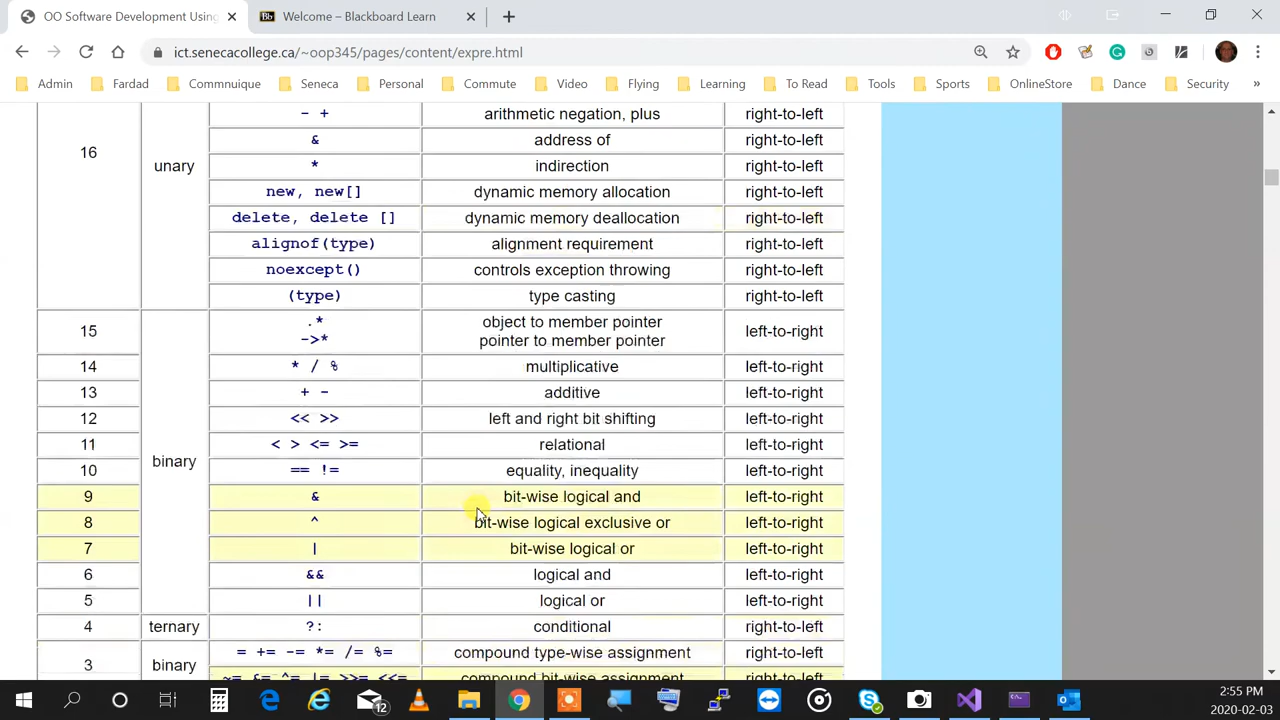 OO Software Development Using
Welcome – Blackboard Learn
ict.senecacollege.ca/~oop345/pages/content/expre.html
Admin Fardad Commnuique Seneca Personal Commute Video Flying Learning To Read Tools Sports OnlineStore Dance Security »
16 unary
- + arithmetic negation, plus right-to-left
& address of right-to-left
* indirection right-to-left
new, new[] dynamic memory allocation right-to-left
delete, delete [] dynamic memory deallocation right-to-left
alignof(type) alignment requirement right-to-left
noexcept() controls exception throwing right-to-left
(type) type casting right-to-left
15 .* object to member pointer left-to-right
->* pointer to member pointer
14 * / % multiplicative left-to-right
13 + - additive left-to-right
12 << >> left and right bit shifting left-to-right
11 < > <= >= relational left-to-right
binary
10 == != equality, inequality left-to-right
9 & bit-wise logical and left-to-right
8 ^ bit-wise logical exclusive or left-to-right
7 | bit-wise logical or left-to-right
6 && logical and left-to-right
5 || logical or left-to-right
4 ternary ?: conditional right-to-left
3 binary = += -= *= /= %= compound type-wise assignment right-to-left
~= &= ^= |= >>= <<= compound bit-wise assignment right-to-left
12
2:55 PM
2020-02-03